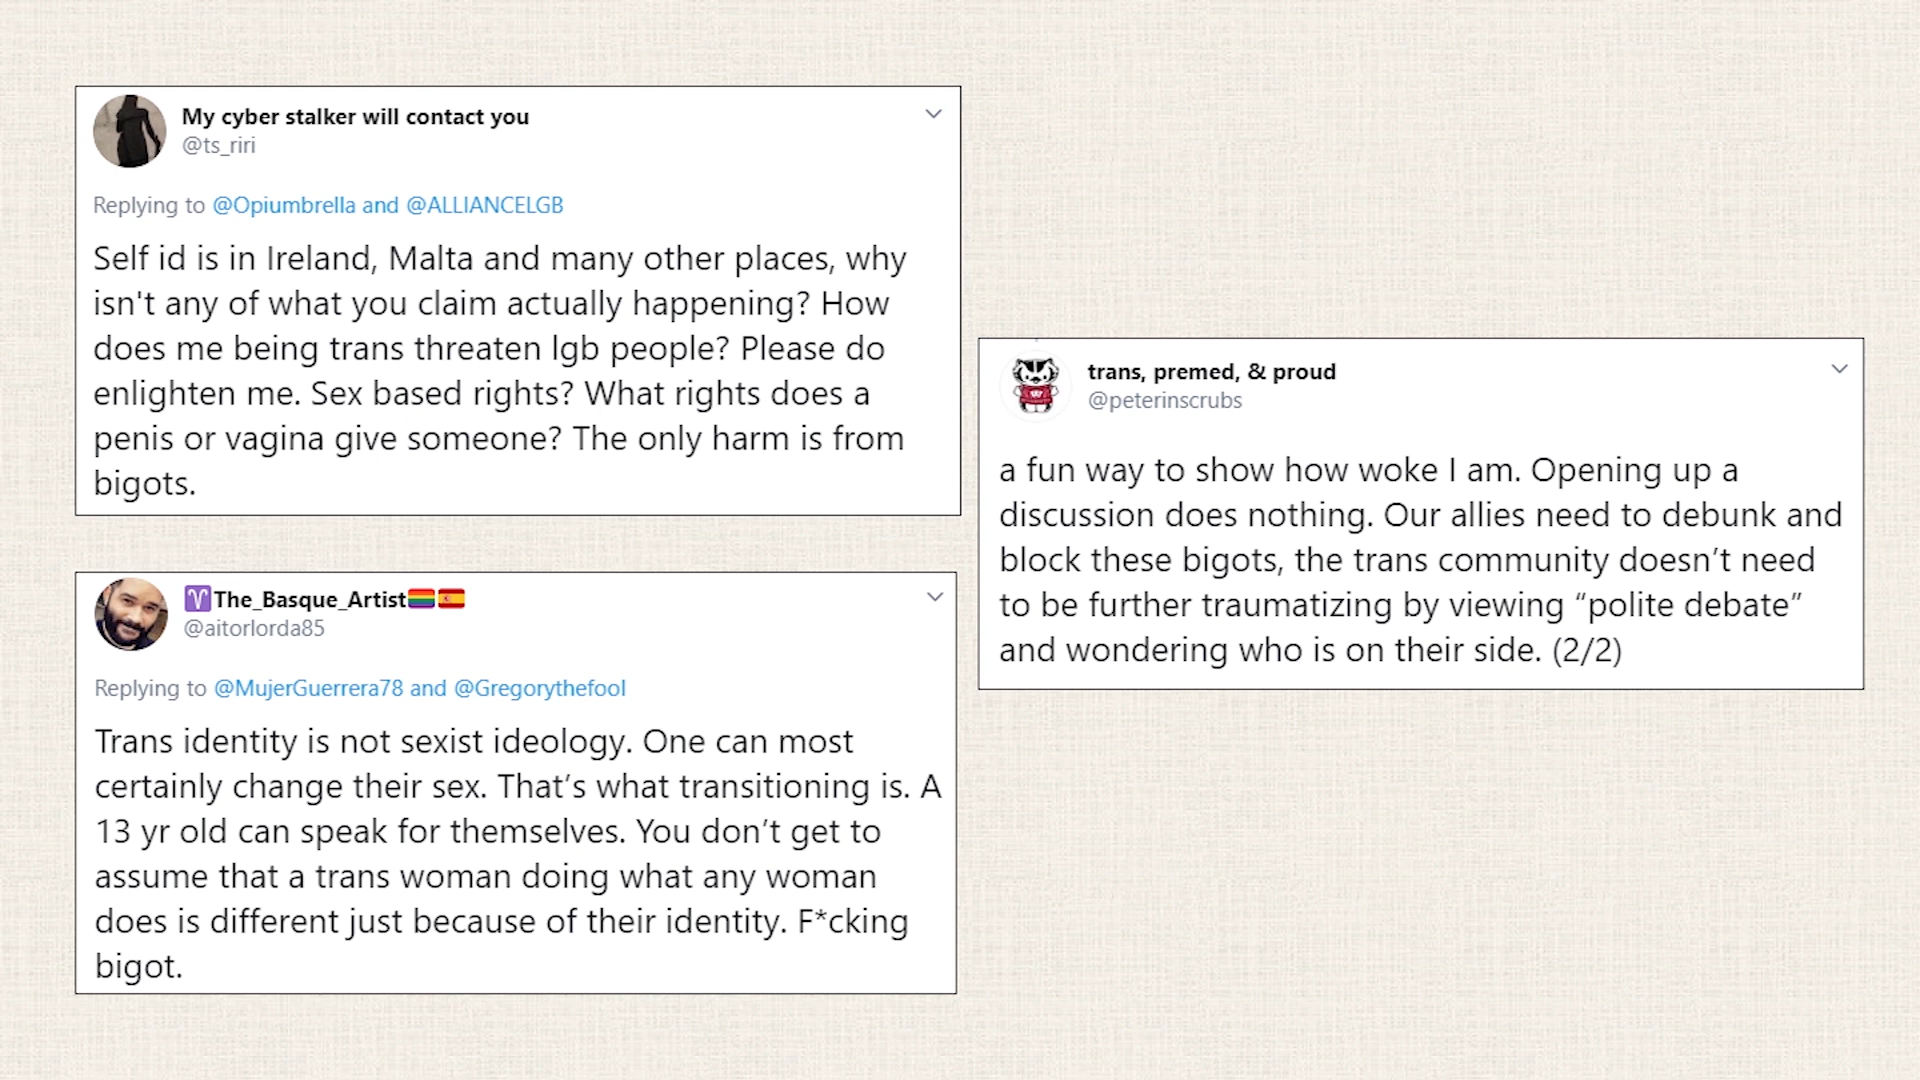 My cyber stalker will contact you
@ts_riri
Replying to @Opiumbrella and @ALLIANCELGB
Self id is in Ireland, Malta and many other places, why
isn't any of what you claim actually happening? How
does me being trans threaten lgb people? Please do
enlighten me. Sex based rights? What rights does a
penis or vagina give someone? The only harm is from
bigots.
♈The_Basque_Artist🏳️‍🌈🇪🇸
@aitorlorda85
Replying to @MujerGuerrera78 and @Gregorythefool
Trans identity is not sexist ideology. One can most
certainly change their sex. That’s what transitioning is. A
13 yr old can speak for themselves. You don’t get to
assume that a trans woman doing what any woman
does is different just because of their identity. F*cking
bigot.
trans, premed, & proud
@peterinscrubs
a fun way to show how woke I am. Opening up a
discussion does nothing. Our allies need to debunk and
block these bigots, the trans community doesn’t need
to be further traumatizing by viewing “polite debate”
and wondering who is on their side. (2/2)